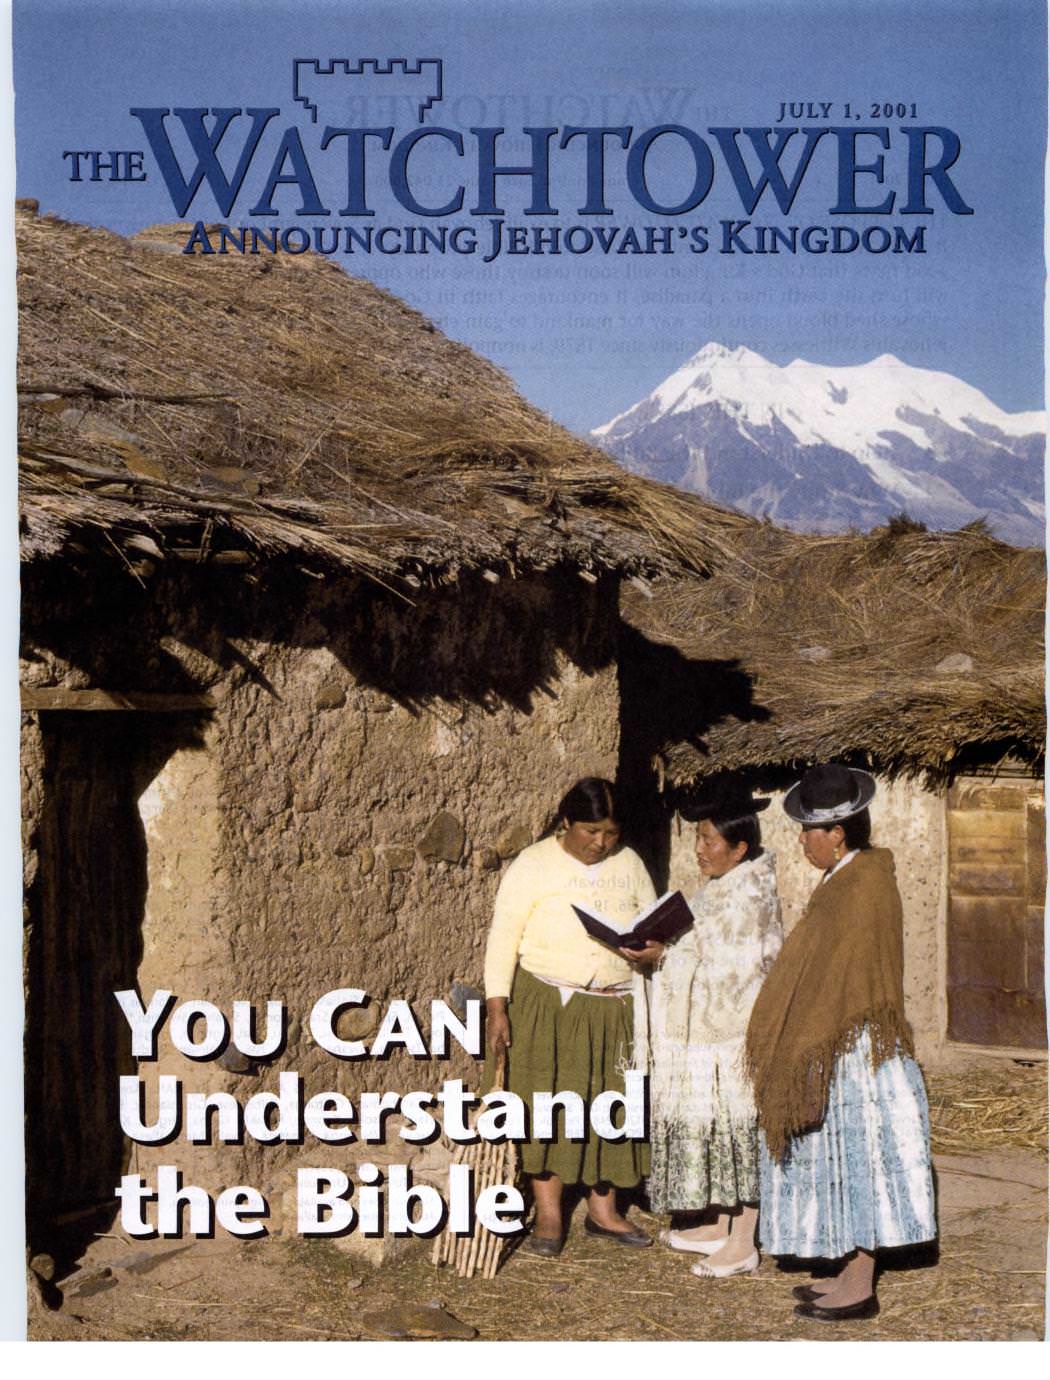 JULY 1, 2001
THE WATCHTOWER
ANNOUNCING JEHOVAH'S KINGDOM
YOU CAN
Understand
the Bible